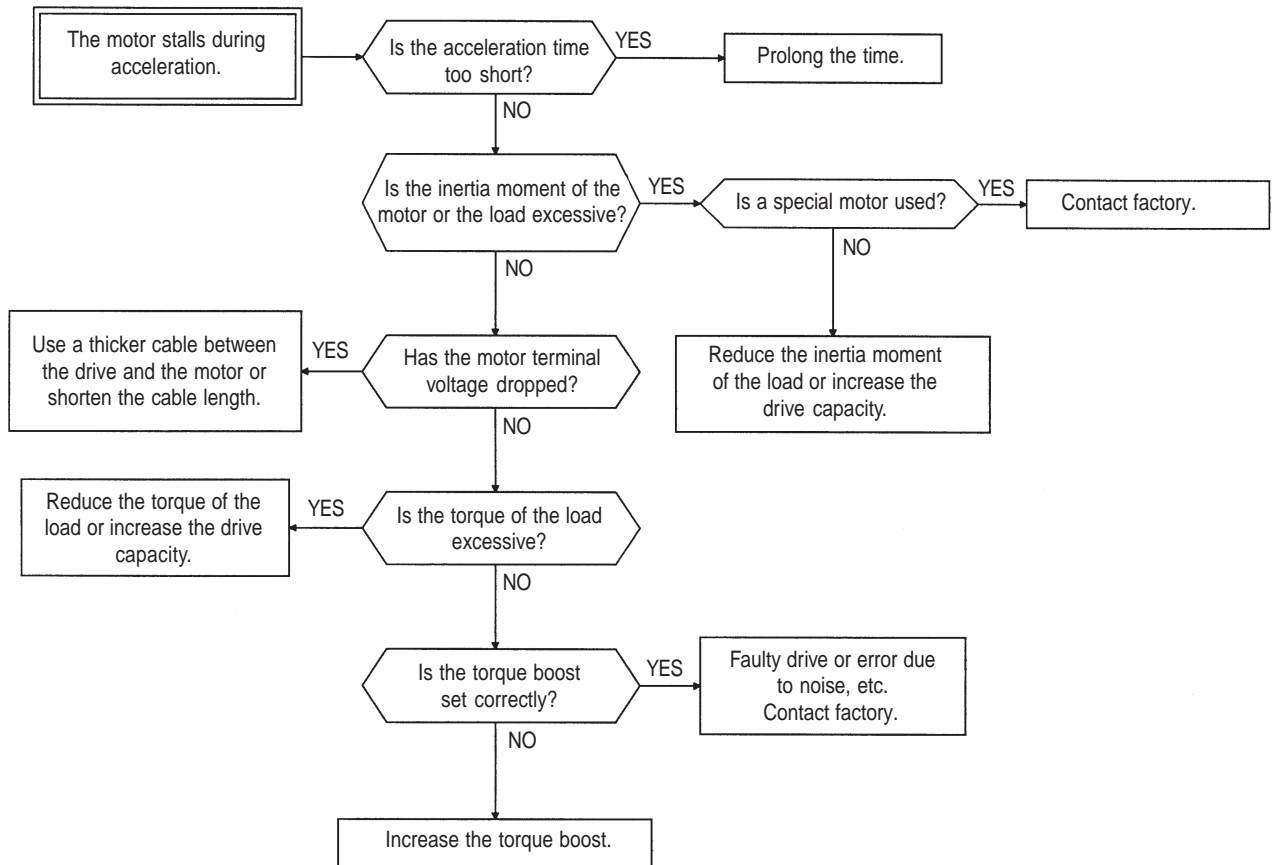 The motor stalls during
acceleration.
Is the acceleration time
too short?
YES
Prolong the time.
NO
Is the inertia moment of the
motor or the load excessive?
YES
Is a special motor used?
YES
Contact factory.
NO
NO
Reduce the inertia moment
of the load or increase the
drive capacity.
Has the motor terminal
voltage dropped?
YES
Use a thicker cable between
the drive and the motor or
shorten the cable length.
NO
Is the torque of the load
excessive?
YES
Reduce the torque of the
load or increase the drive
capacity.
NO
Is the torque boost
set correctly?
YES
Faulty drive or error due
to noise, etc.
Contact factory.
NO
Increase the torque boost.